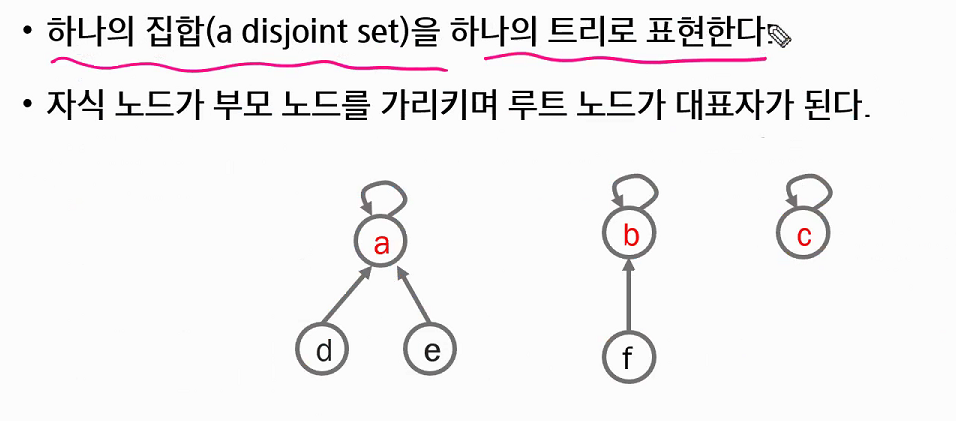 • 하나의 집합(a disjoint set)을 하나의 트리로 표현한다.
• 자식 노드가 부모 노드를 가리키며 루트 노드가 대표자가 된다.
a b c
d e f